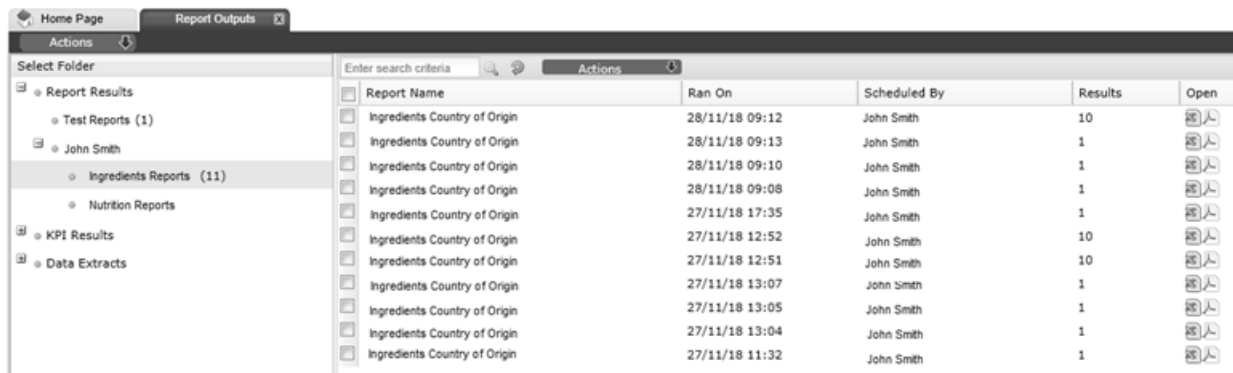 Home Page Report Outputs
Actions
Select Folder
Report Results
Test Reports (1)
John Smith
Ingredients Reports (11)
Nutrition Reports
KPI Results
Data Extracts
Enter search criteria Actions
Report Name Ran On Scheduled By Results Open
Ingredients Country of Origin 28/11/18 09:12 John Smith 10
Ingredients Country of Origin 28/11/18 09:13 John Smith 1
Ingredients Country of Origin 28/11/18 09:10 John Smith 1
Ingredients Country of Origin 28/11/18 09:08 John Smith 1
Ingredients Country of Origin 27/11/18 17:35 John Smith 1
Ingredients Country of Origin 27/11/18 12:52 John Smith 10
Ingredients Country of Origin 27/11/18 12:51 John Smith 10
Ingredients Country of Origin 27/11/18 13:07 John Smith 1
Ingredients Country of Origin 27/11/18 13:05 John Smith 1
Ingredients Country of Origin 27/11/18 13:04 John Smith 1
Ingredients Country of Origin 27/11/18 11:32 John Smith 1